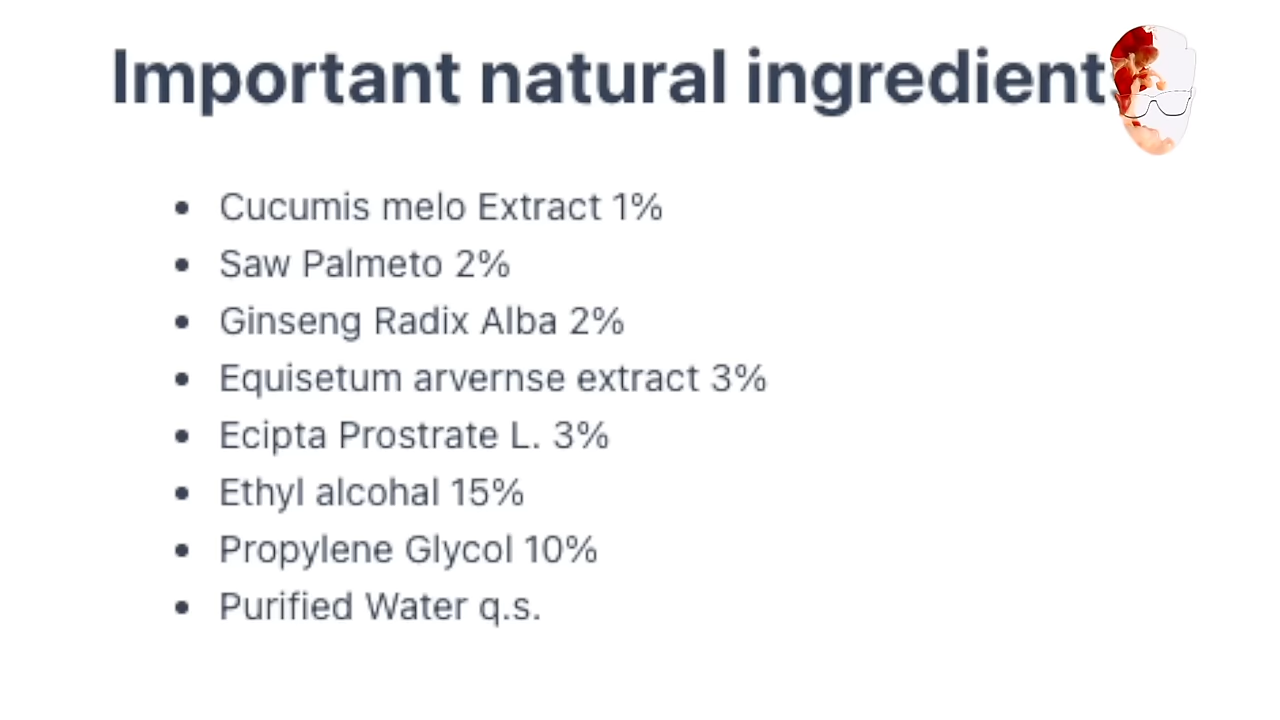 Important natural ingredients
• Cucumis melo Extract 1%
• Saw Palmeto 2%
• Ginseng Radix Alba 2%
• Equisetum arvernse extract 3%
• Ecipta Prostrate L. 3%
• Ethyl alcohal 15%
• Propylene Glycol 10%
• Purified Water q.s.